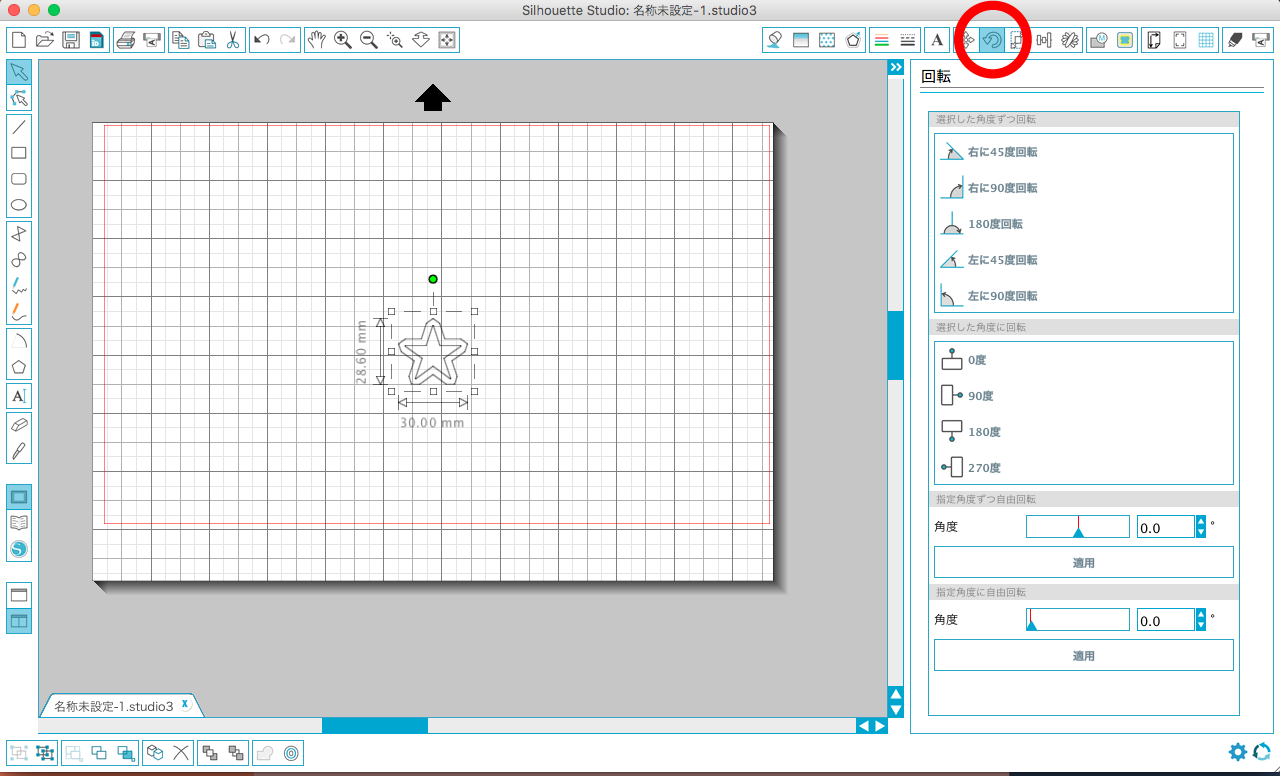 Silhouette Studio: 名称未設定-1.studio3
A
回転
選択した角度ずつ回転
右に45度回転
右に90度回転
180度回転
左に45度回転
左に90度回転
選択した角度に回転
0度
90度
180度
270度
指定角度ずつ自由回転
角度
0.0 °
適用
指定角度に自由回転
角度
0.0 °
適用
28.60 mm
30.00 mm
A
名称未設定-1.studio3 X